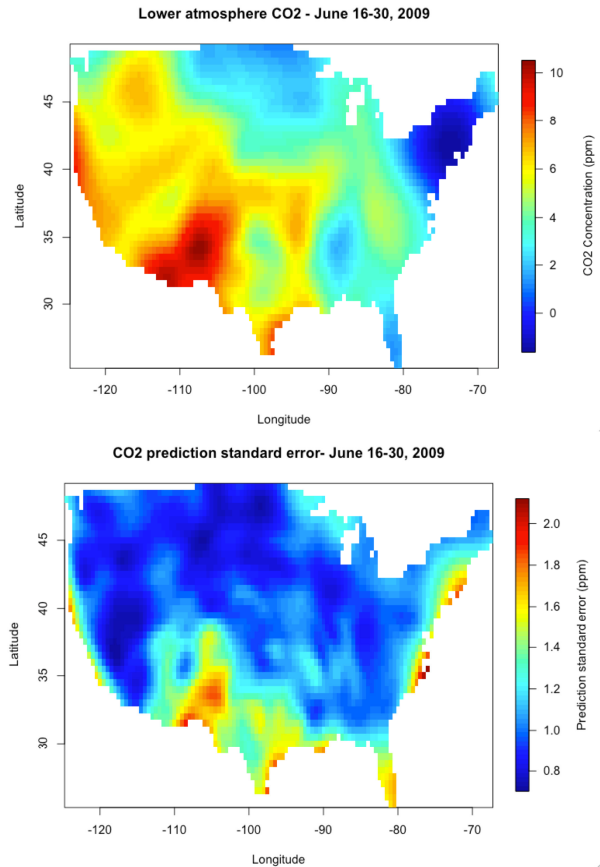 Lower atmosphere CO2 - June 16-30, 2009
45
40
35
30
Latitude
-120 -110 -100 -90 -80 -70
Longitude
10
8
6
4
2
0
CO2 Concentration (ppm)
CO2 prediction standard error- June 16-30, 2009
45
40
35
30
Latitude
-120 -110 -100 -90 -80 -70
Longitude
2.0
1.8
1.6
1.4
1.2
1.0
0.8
Prediction standard error (ppm)